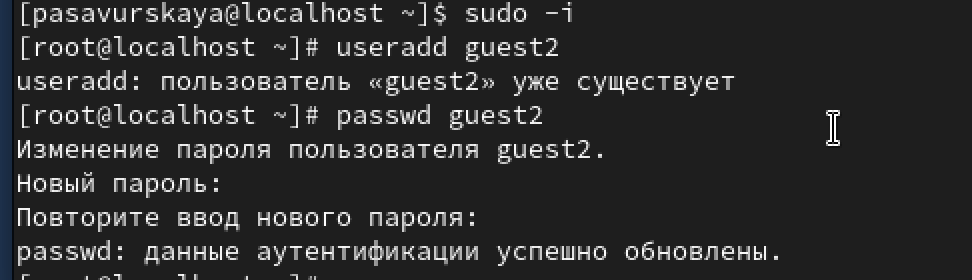 [pasavurskaya@localhost ~]$ sudo -i
[root@localhost ~]# useradd guest2
useradd: пользователь «guest2» уже существует
[root@localhost ~]# passwd guest2
Изменение пароля пользователя guest2.
Новый пароль:
Повторите ввод нового пароля:
passwd: данные аутентификации успешно обновлены.